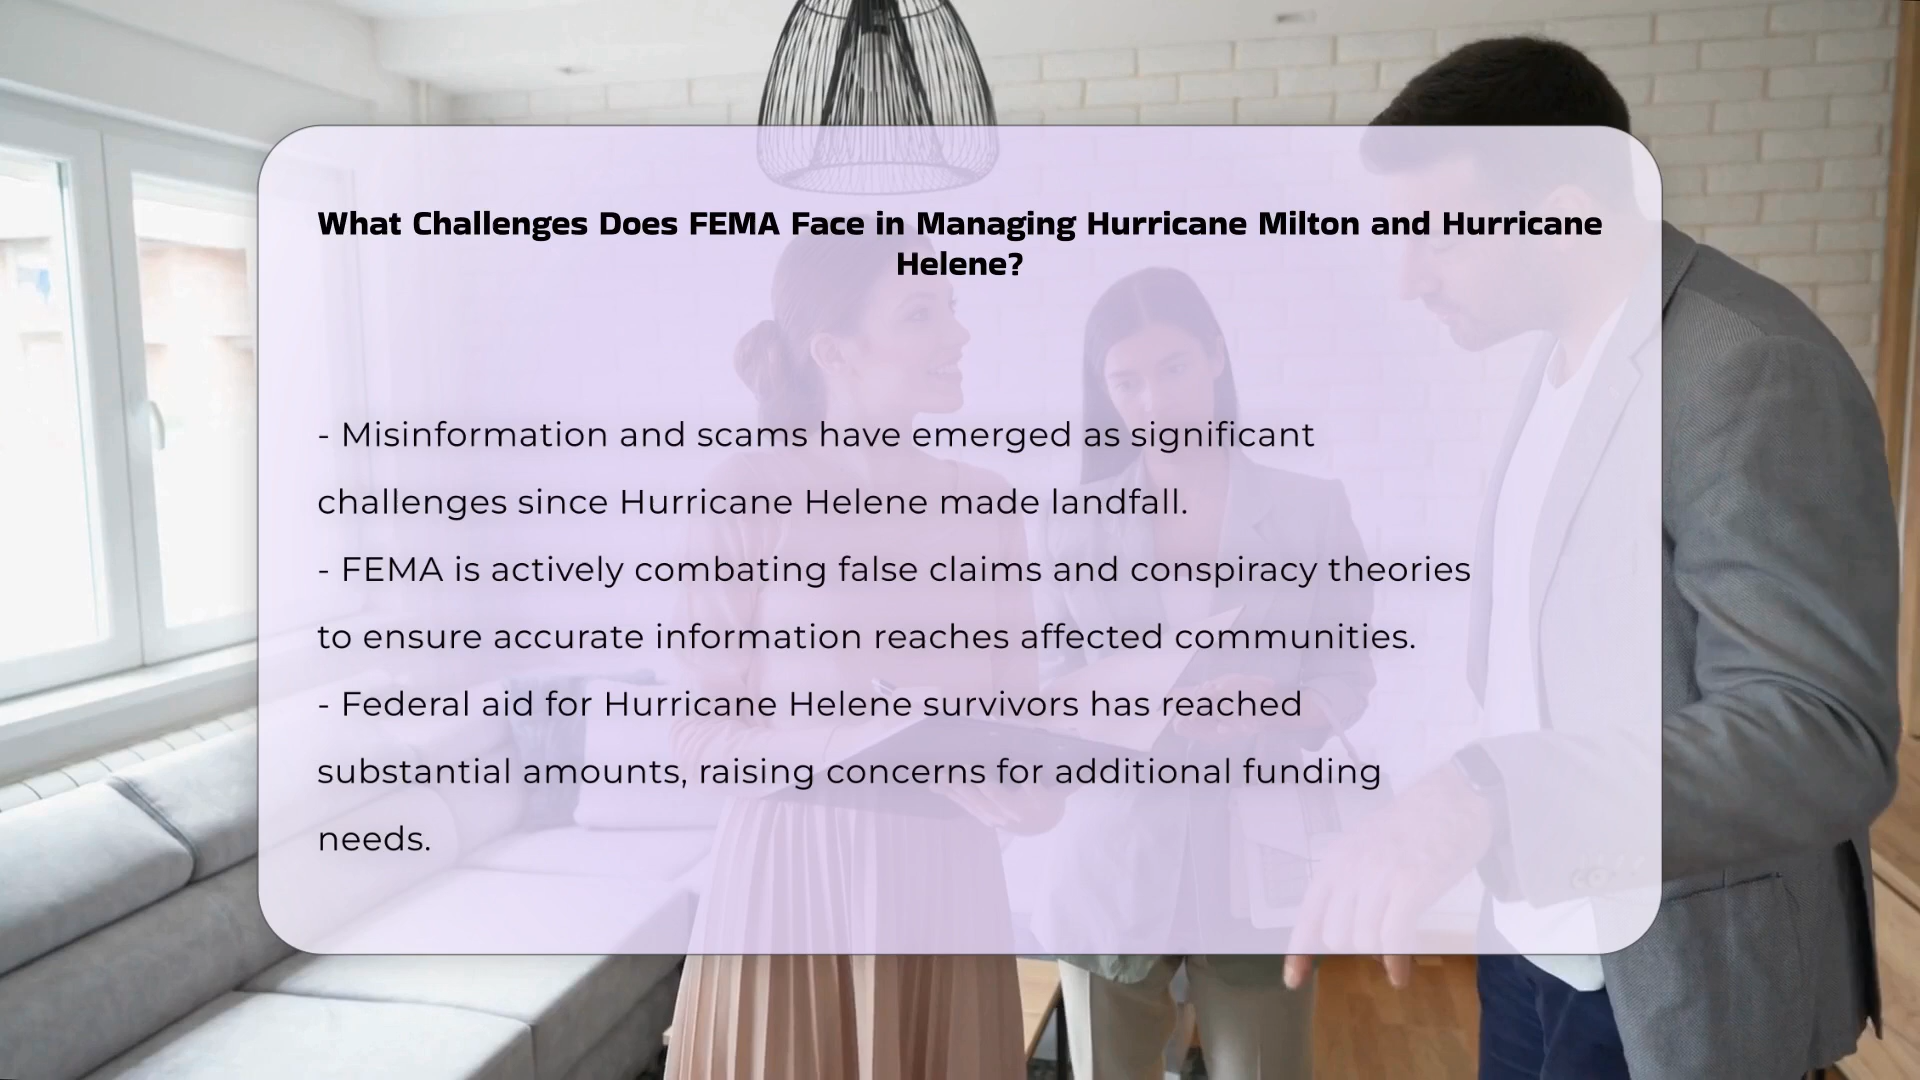 What Challenges Does FEMA Face in Managing Hurricane Milton and Hurricane
Helene?
- Misinformation and scams have emerged as significant
challenges since Hurricane Helene made landfall.
- FEMA is actively combating false claims and conspiracy theories
to ensure accurate information reaches affected communities.
- Federal aid for Hurricane Helene survivors has reached
substantial amounts, raising concerns for additional funding
needs.